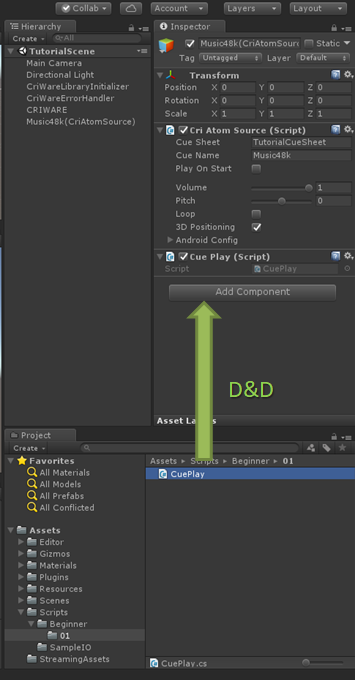 Collab
Account
Layers
Layout
Hierarchy
Create
All
TutorialScene
Main Camera
Directional Light
CriWareLibraryInitializer
CriWareErrorHandler
CRIWARE
Music48k(CriAtomSource)
Inspector
Music48k(CriAtomSourc
Static
Tag Untagged Layer Default
Transform
Position X 0 Y 0 Z 0
Rotation X 0 Y 0 Z 0
Scale X 1 Y 1 Z 1
Cri Atom Source (Script)
Cue Sheet TutorialCueSheet
Cue Name Music48k
Play On Start
Volume 1
Pitch 0
Loop
3D Positioning
Android Config
Cue Play (Script)
Script CuePlay
Add Component
D&D
Asset Labels
Project
Create
Favorites
All Materials
All Models
All Prefabs
All Conflicted
Assets
Editor
Gizmos
Materials
Plugins
Resources
Scenes
Scripts
Beginner
01
SampleIO
StreamingAssets
Assets Scripts Beginner 01
CuePlay
CuePlay.cs